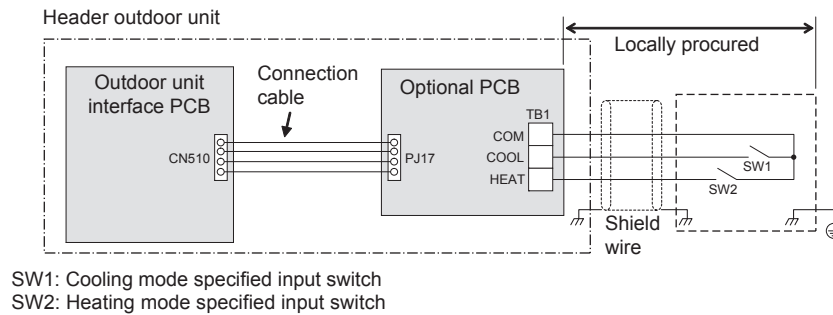 Header outdoor unit
Locally procured
Outdoor unit
interface PCB
Connection
cable
Optional PCB
TB1
COM
CN510
PJ17
COOL
SW1
HEAT
SW2
Shield
wire
SW1: Cooling mode specified input switch
SW2: Heating mode specified input switch